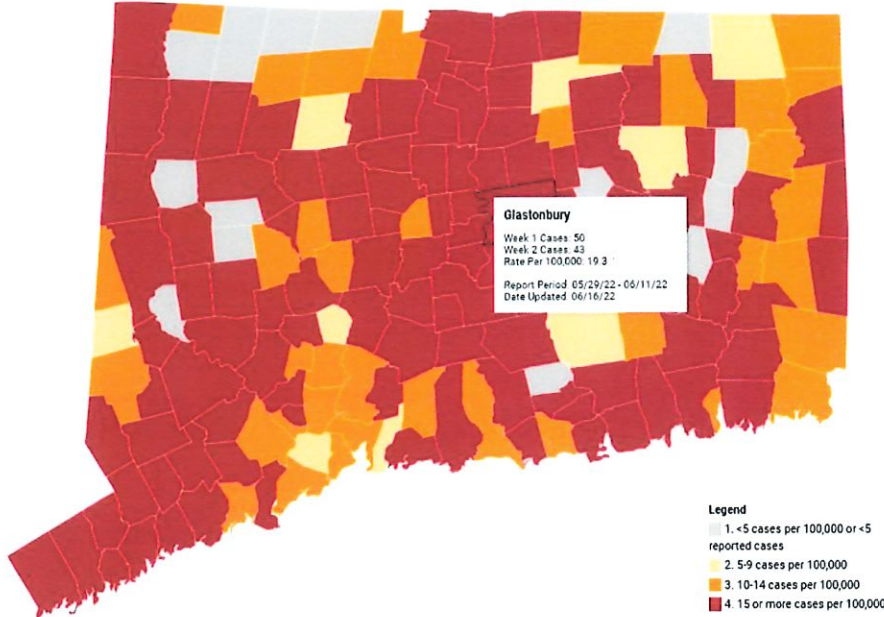 Glastonbury
Week 1 Cases: 50
Week 2 Cases: 43
Rate Per 100,000: 19.3
Report Period: 05/29/22 - 06/11/22
Date Updated: 06/16/22
Legend
1. <5 cases per 100,000 or <5
reported cases
2. 5-9 cases per 100,000
3. 10-14 cases per 100,000
4. 15 or more cases per 100,000